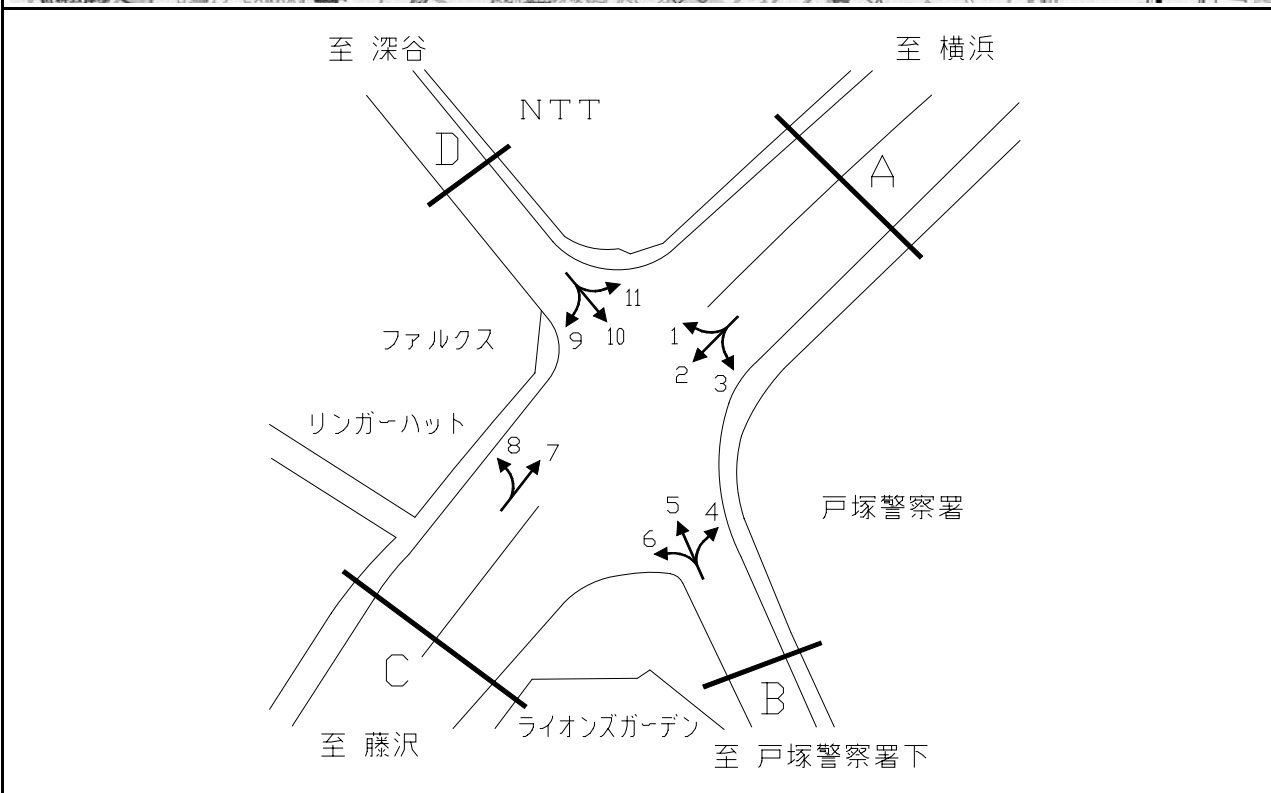 至 深谷
至 横浜
NTT
D
A
11
ファルクス
9
10
1
2
3
リンガーハット
8
7
戸塚警察署
5
4
6
C
B
ライオンズガーデン
至 藤沢
至 戸塚警察署下